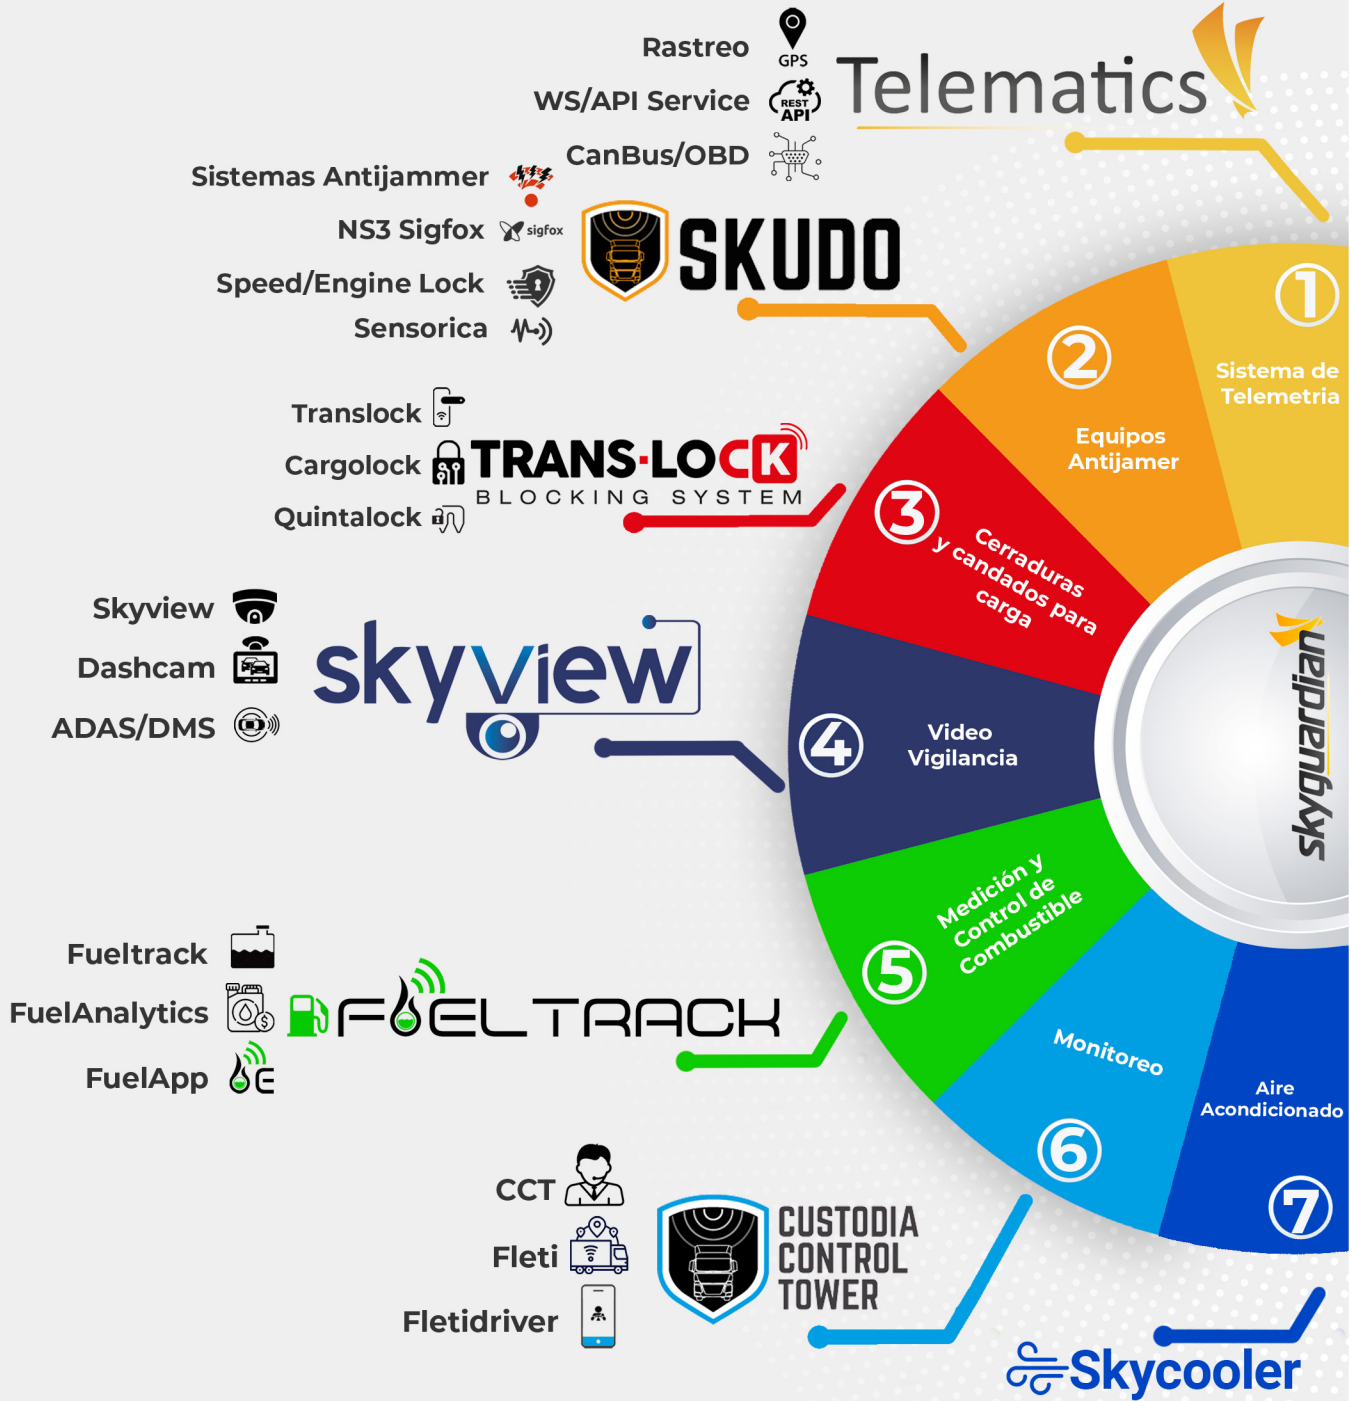 Rastreo
GPS
WS/API Service
REST
API
CanBus/OBD
Telematics
Sistemas Antijammer
NS3 Sigfox
sigfox
Speed/Engine Lock
Sensorica
SKUDO
Translock
Cargolock
Quintalock
TRANS·LOCK
BLOCKING SYSTEM
Skyview
Dashcam
ADAS/DMS
skyview
Fueltrack
FuelAnalytics
$
FuelApp
E
FUELTRACK
CCT
Fleti
Fletidriver
CUSTODIA
CONTROL
TOWER
Skycooler
1
Sistema de
Telemetria
2
Equipos
Antijamer
3
Cerraduras
y candados para
carga
4
Video
Vigilancia
5
Medición y
Control de
Combustible
6
Monitoreo
7
Aire
Acondicionado
skyguardian